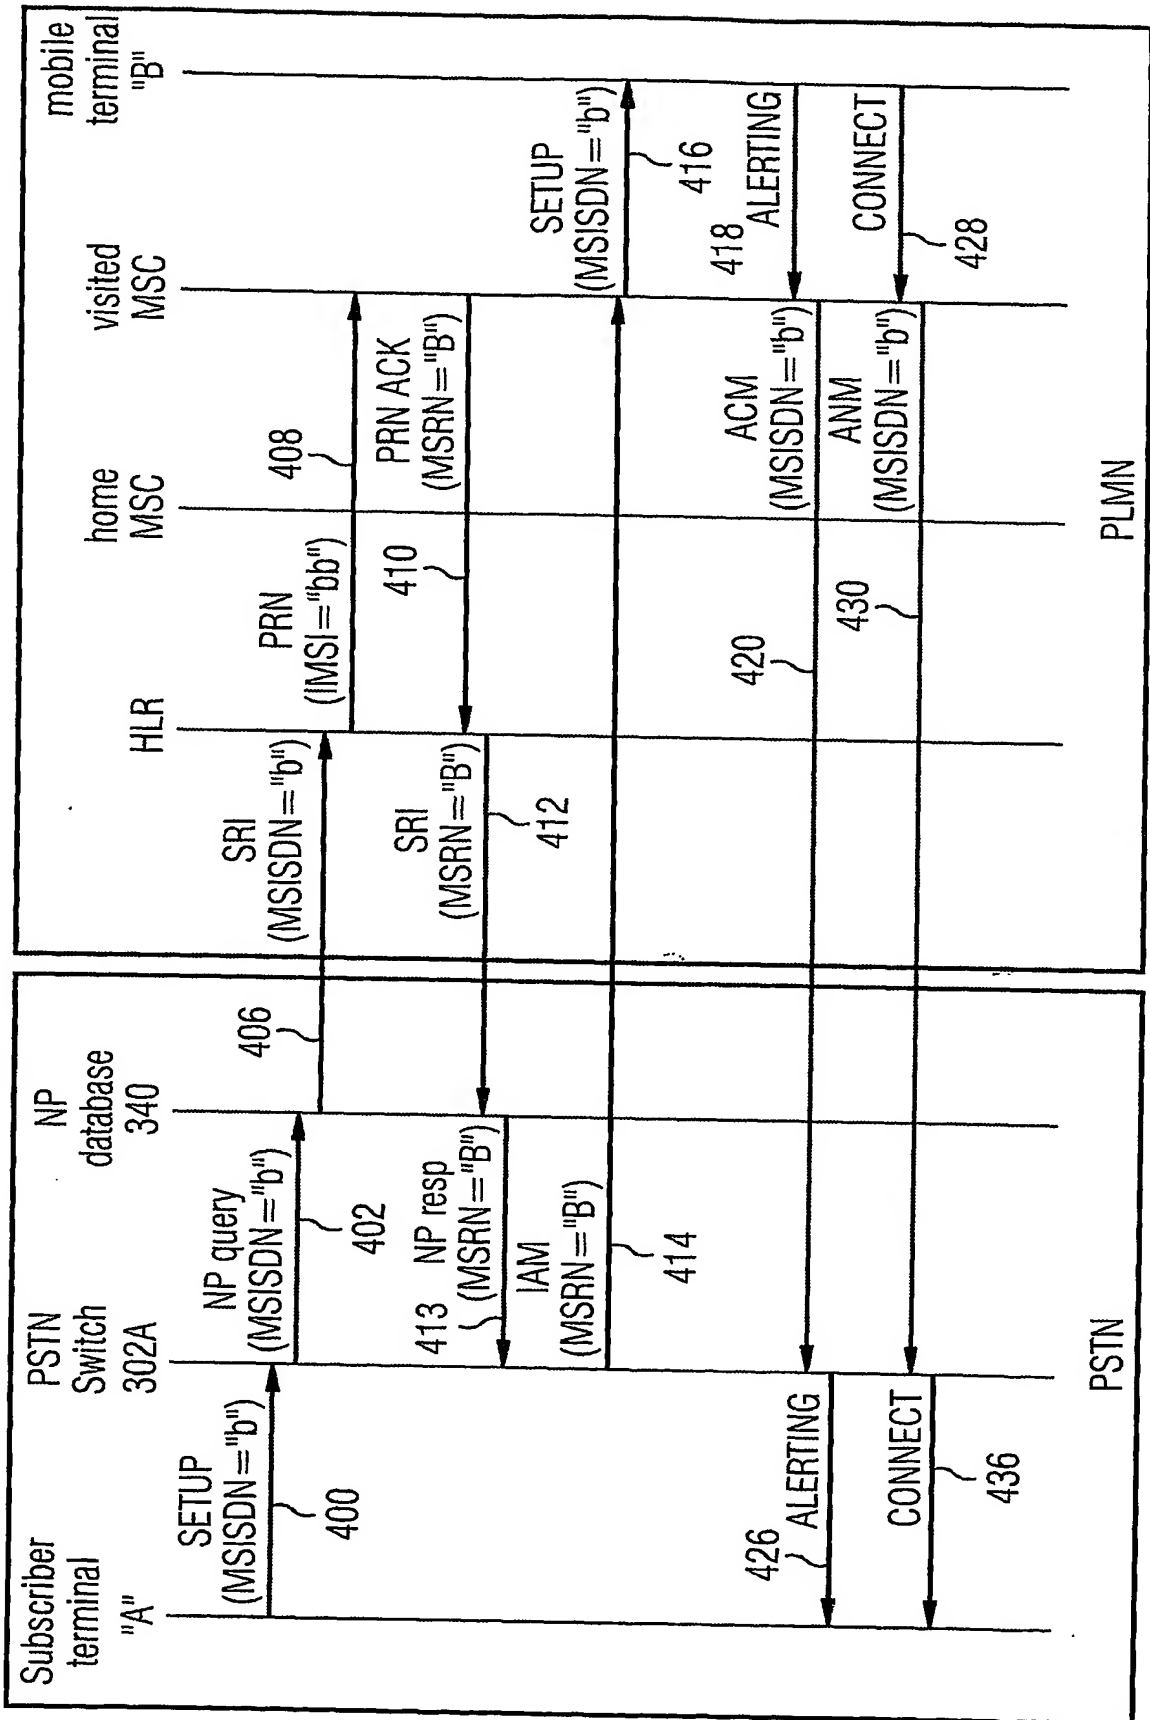 Subscriber
terminal
"A"
PSTN
Switch
302A
NP
database
340
HLR
home
MSC
visited
MSC
mobile
terminal
"B"
SETUP
(MSISDN="b")
400
NP query
(MSISDN="b")
402
406
SRI
(MSISDN="b")
PRN
(IMSI="bb")
408
PRN ACK
(MSRN="B")
410
SRI
(MSRN="B")
412
413
NP resp
(MSRN="B")
IAM
(MSRN="B")
414
SETUP
(MSISDN="b")
416
418
ALERTING
ACM
(MSISDN="b")
420
426
ALERTING
CONNECT
428
ANM
(MSISDN="b")
430
CONNECT
436
PSTN
PLMN